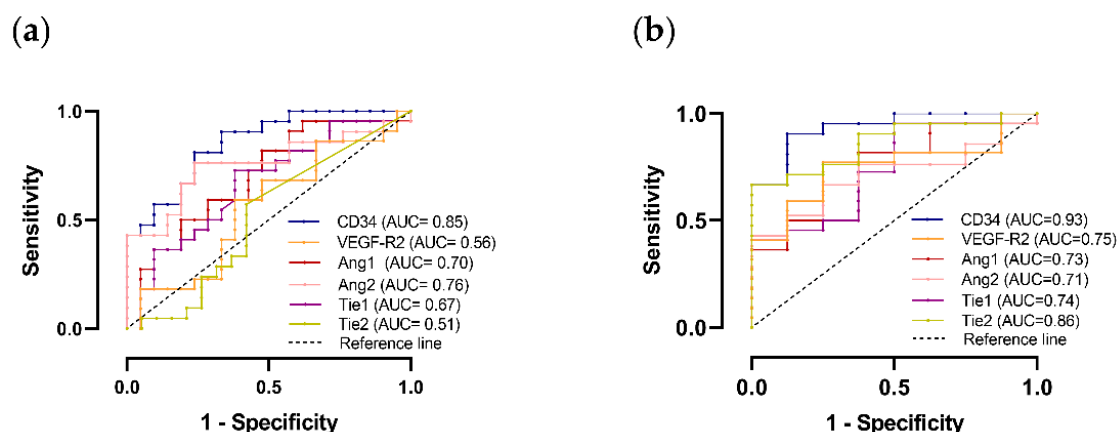 (a)
Sensitivity
1.0
0.5
0.0
CD34 (AUC= 0.85)
VEGF-R2 (AUC= 0.56)
Ang1 (AUC= 0.70)
Ang2 (AUC= 0.76)
Tie1 (AUC= 0.67)
Tie2 (AUC= 0.51)
Reference line
0.0 0.5 1.0
1 - Specificity
(b)
Sensitivity
1.0
0.5
0.0
CD34 (AUC=0.93)
VEGF-R2 (AUC=0.75)
Ang1 (AUC=0.73)
Ang2 (AUC=0.71)
Tie1 (AUC=0.74)
Tie2 (AUC=0.86)
Reference line
0.0 0.5 1.0
1 - Specificity